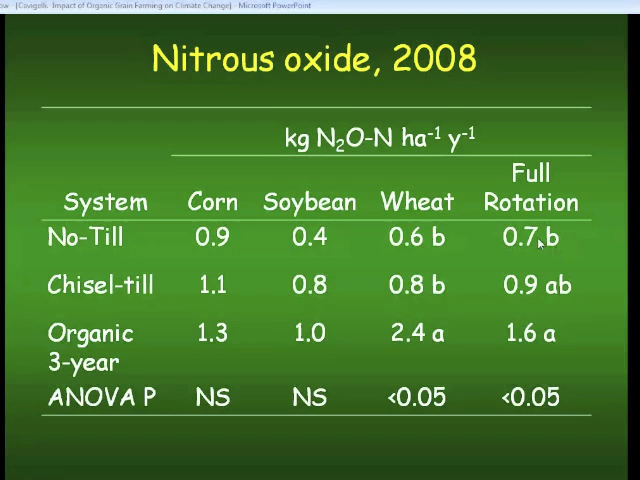 ow - [Cavigelli. Impact of Organic Grain Farming on Climate Change] - Microsoft PowerPoint
Nitrous oxide, 2008
kg N₂O-N ha⁻¹ y⁻¹
System Corn Soybean Wheat Full Rotation
No-Till 0.9 0.4 0.6 b 0.7 b
Chisel-till 1.1 0.8 0.8 b 0.9 ab
Organic 3-year 1.3 1.0 2.4 a 1.6 a
ANOVA P NS NS <0.05 <0.05